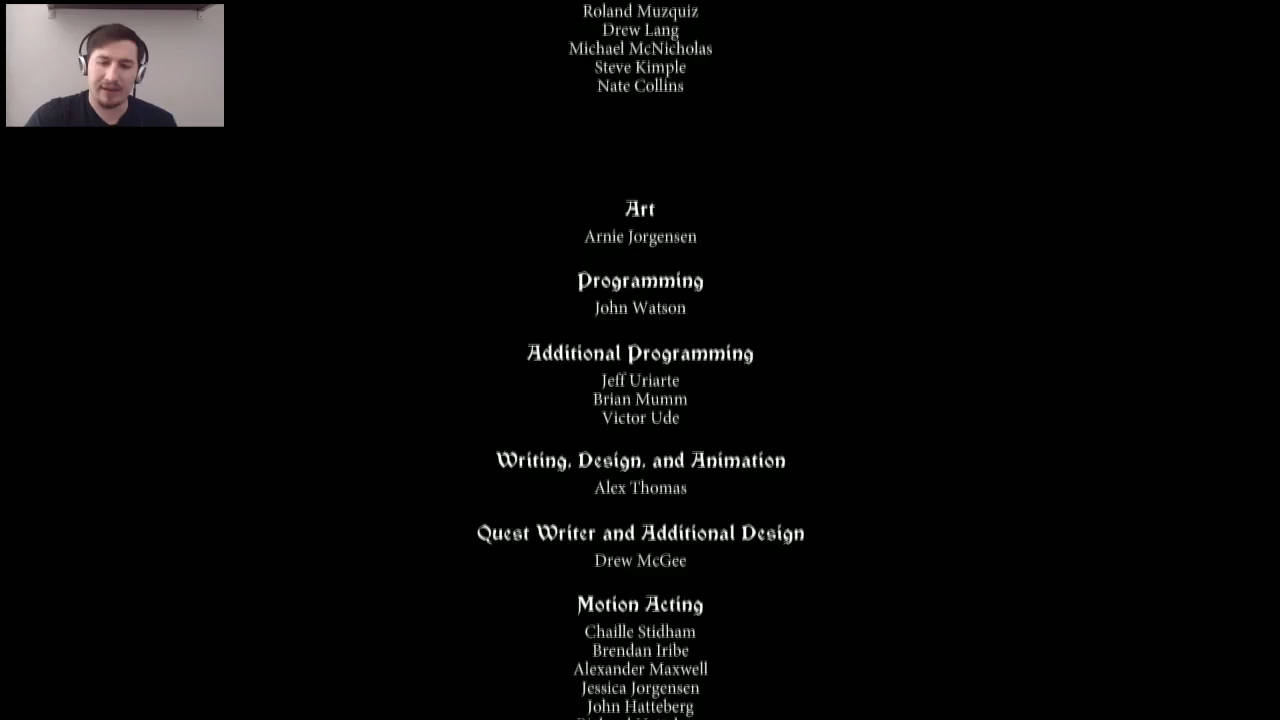 Roland Muzquiz
Drew Lang
Michael McNicholas
Steve Kimple
Nate Collins
Art
Arnie Jorgensen
Programming
John Watson
Additional Programming
Jeff Uriarte
Brian Mumm
Victor Ude
Writing, Design, and Animation
Alex Thomas
Quest Writer and Additional Design
Drew McGee
Motion Acting
Chaille Stidham
Brendan Iribe
Alexander Maxwell
Jessica Jorgensen
John Hatteberg